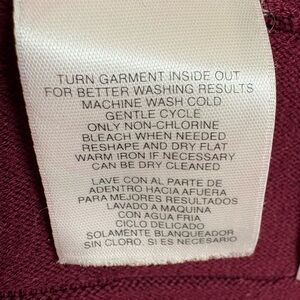 TURN GARMENT INSIDE OUT
FOR BETTER WASHING RESULTS
MACHINE WASH COLD
GENTLE CYCLE
ONLY NON-CHLORINE
BLEACH WHEN NEEDED
RESHAPE AND DRY FLAT
WARM IRON IF NECESSARY
CAN BE DRY CLEANED
LAVE CON AL PARTE DE
ADENTRO HACIA AFUERA
PARA MEJORES RESULTADOS
LAVADO A MAQUINA
CON AGUA FRIA
CICLO DELICADO
SOLAMENTE BLANQUEADOR
SIN CLORO, SI ES NECESARIO